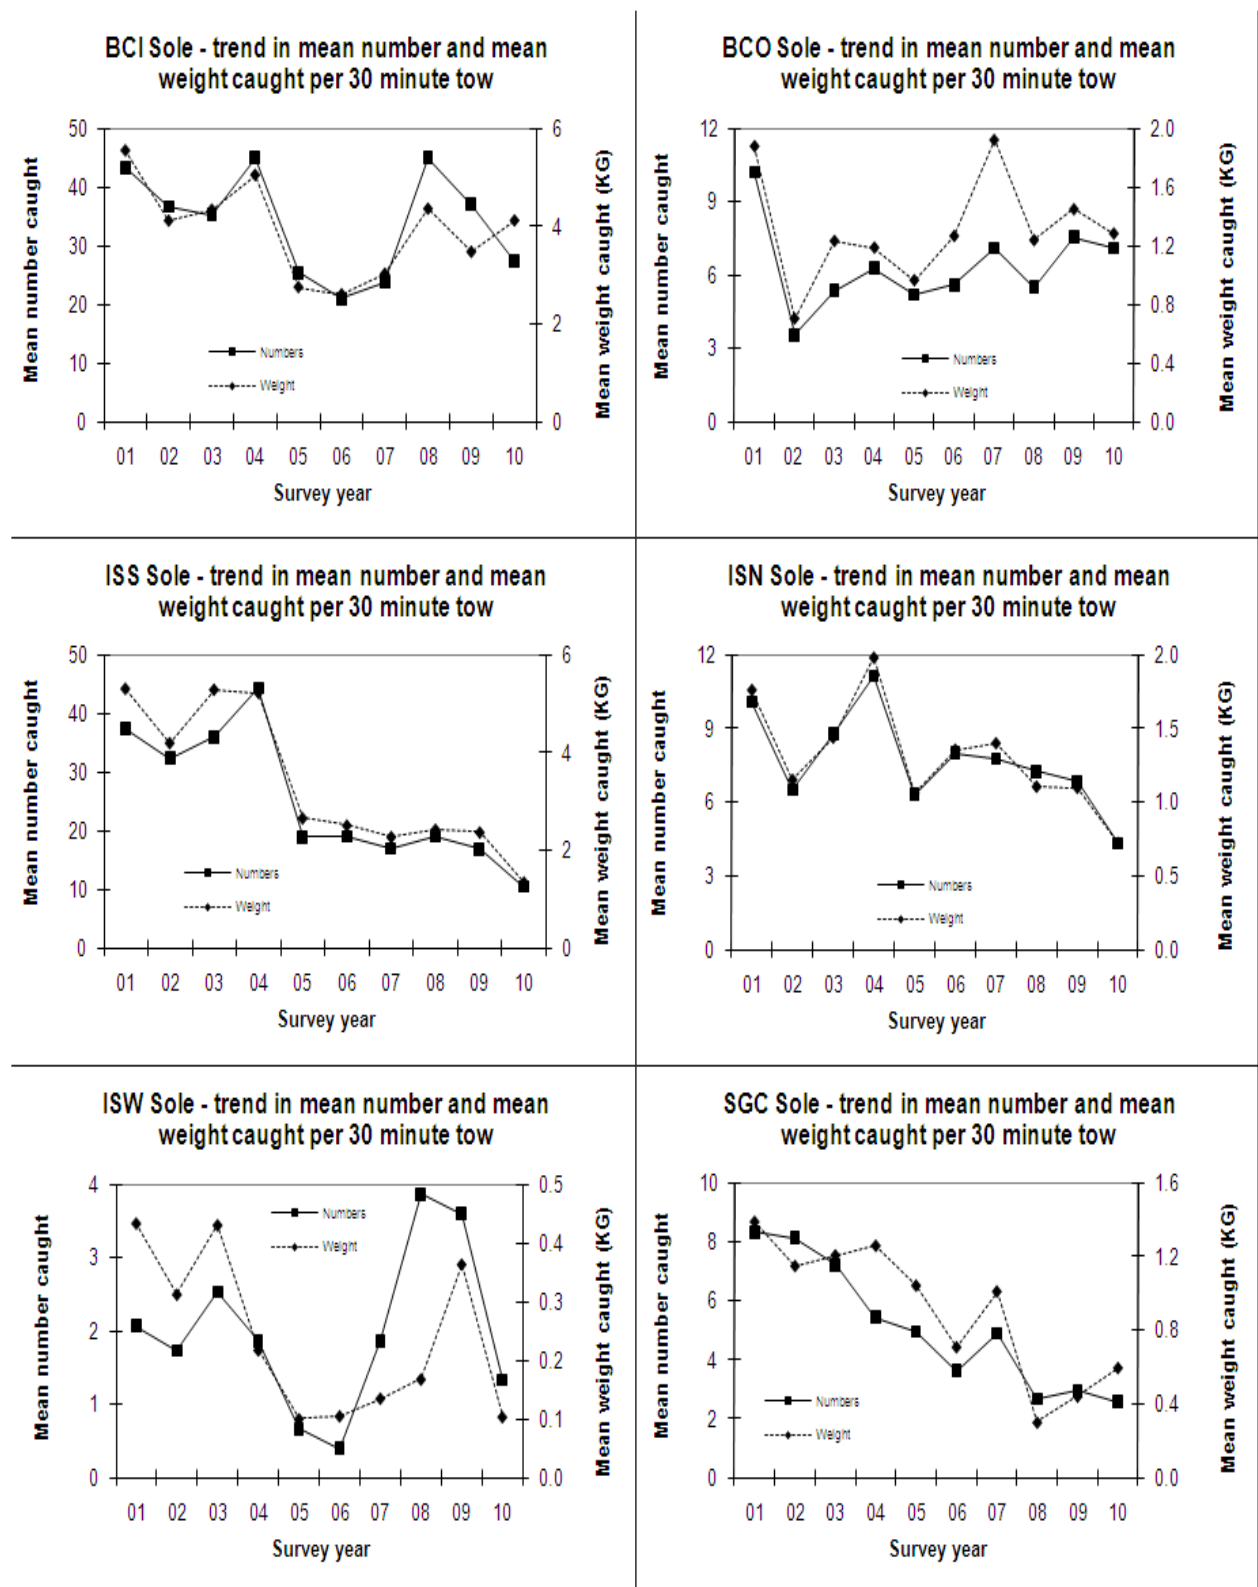 BCI Sole - trend in mean number and mean
weight caught per 30 minute tow
Mean number caught
50
40
30
20
10
0
6
4
2
0
Mean weight caught (KG)
Numbers
Weight
01 02 03 04 05 06 07 08 09 10
Survey year
BCO Sole - trend in mean number and mean
weight caught per 30 minute tow
Mean number caught
12
9
6
3
0
2.0
1.6
1.2
0.8
0.4
0.0
Mean weight caught (KG)
Numbers
Weight
01 02 03 04 05 06 07 08 09 10
Survey year
ISS Sole - trend in mean number and mean
weight caught per 30 minute tow
Mean number caught
50
40
30
20
10
0
6
4
2
0
Mean weight caught (KG)
Numbers
Weight
01 02 03 04 05 06 07 08 09 10
Survey year
ISN Sole - trend in mean number and mean
weight caught per 30 minute tow
Mean number caught
12
9
6
3
0
2.0
1.5
1.0
0.5
0.0
Mean weight caught (KG)
Numbers
Weight
01 02 03 04 05 06 07 08 09 10
Survey year
ISW Sole - trend in mean number and mean
weight caught per 30 minute tow
Mean number caught
4
3
2
1
0
0.5
0.4
0.3
0.2
0.1
0.0
Mean weight caught (KG)
Numbers
Weight
01 02 03 04 05 06 07 08 09 10
Survey year
SGC Sole - trend in mean number and mean
weight caught per 30 minute tow
Mean number caught
10
8
6
4
2
0
1.6
1.2
0.8
0.4
0.0
Mean weight caught (KG)
Numbers
Weight
01 02 03 04 05 06 07 08 09 10
Survey year